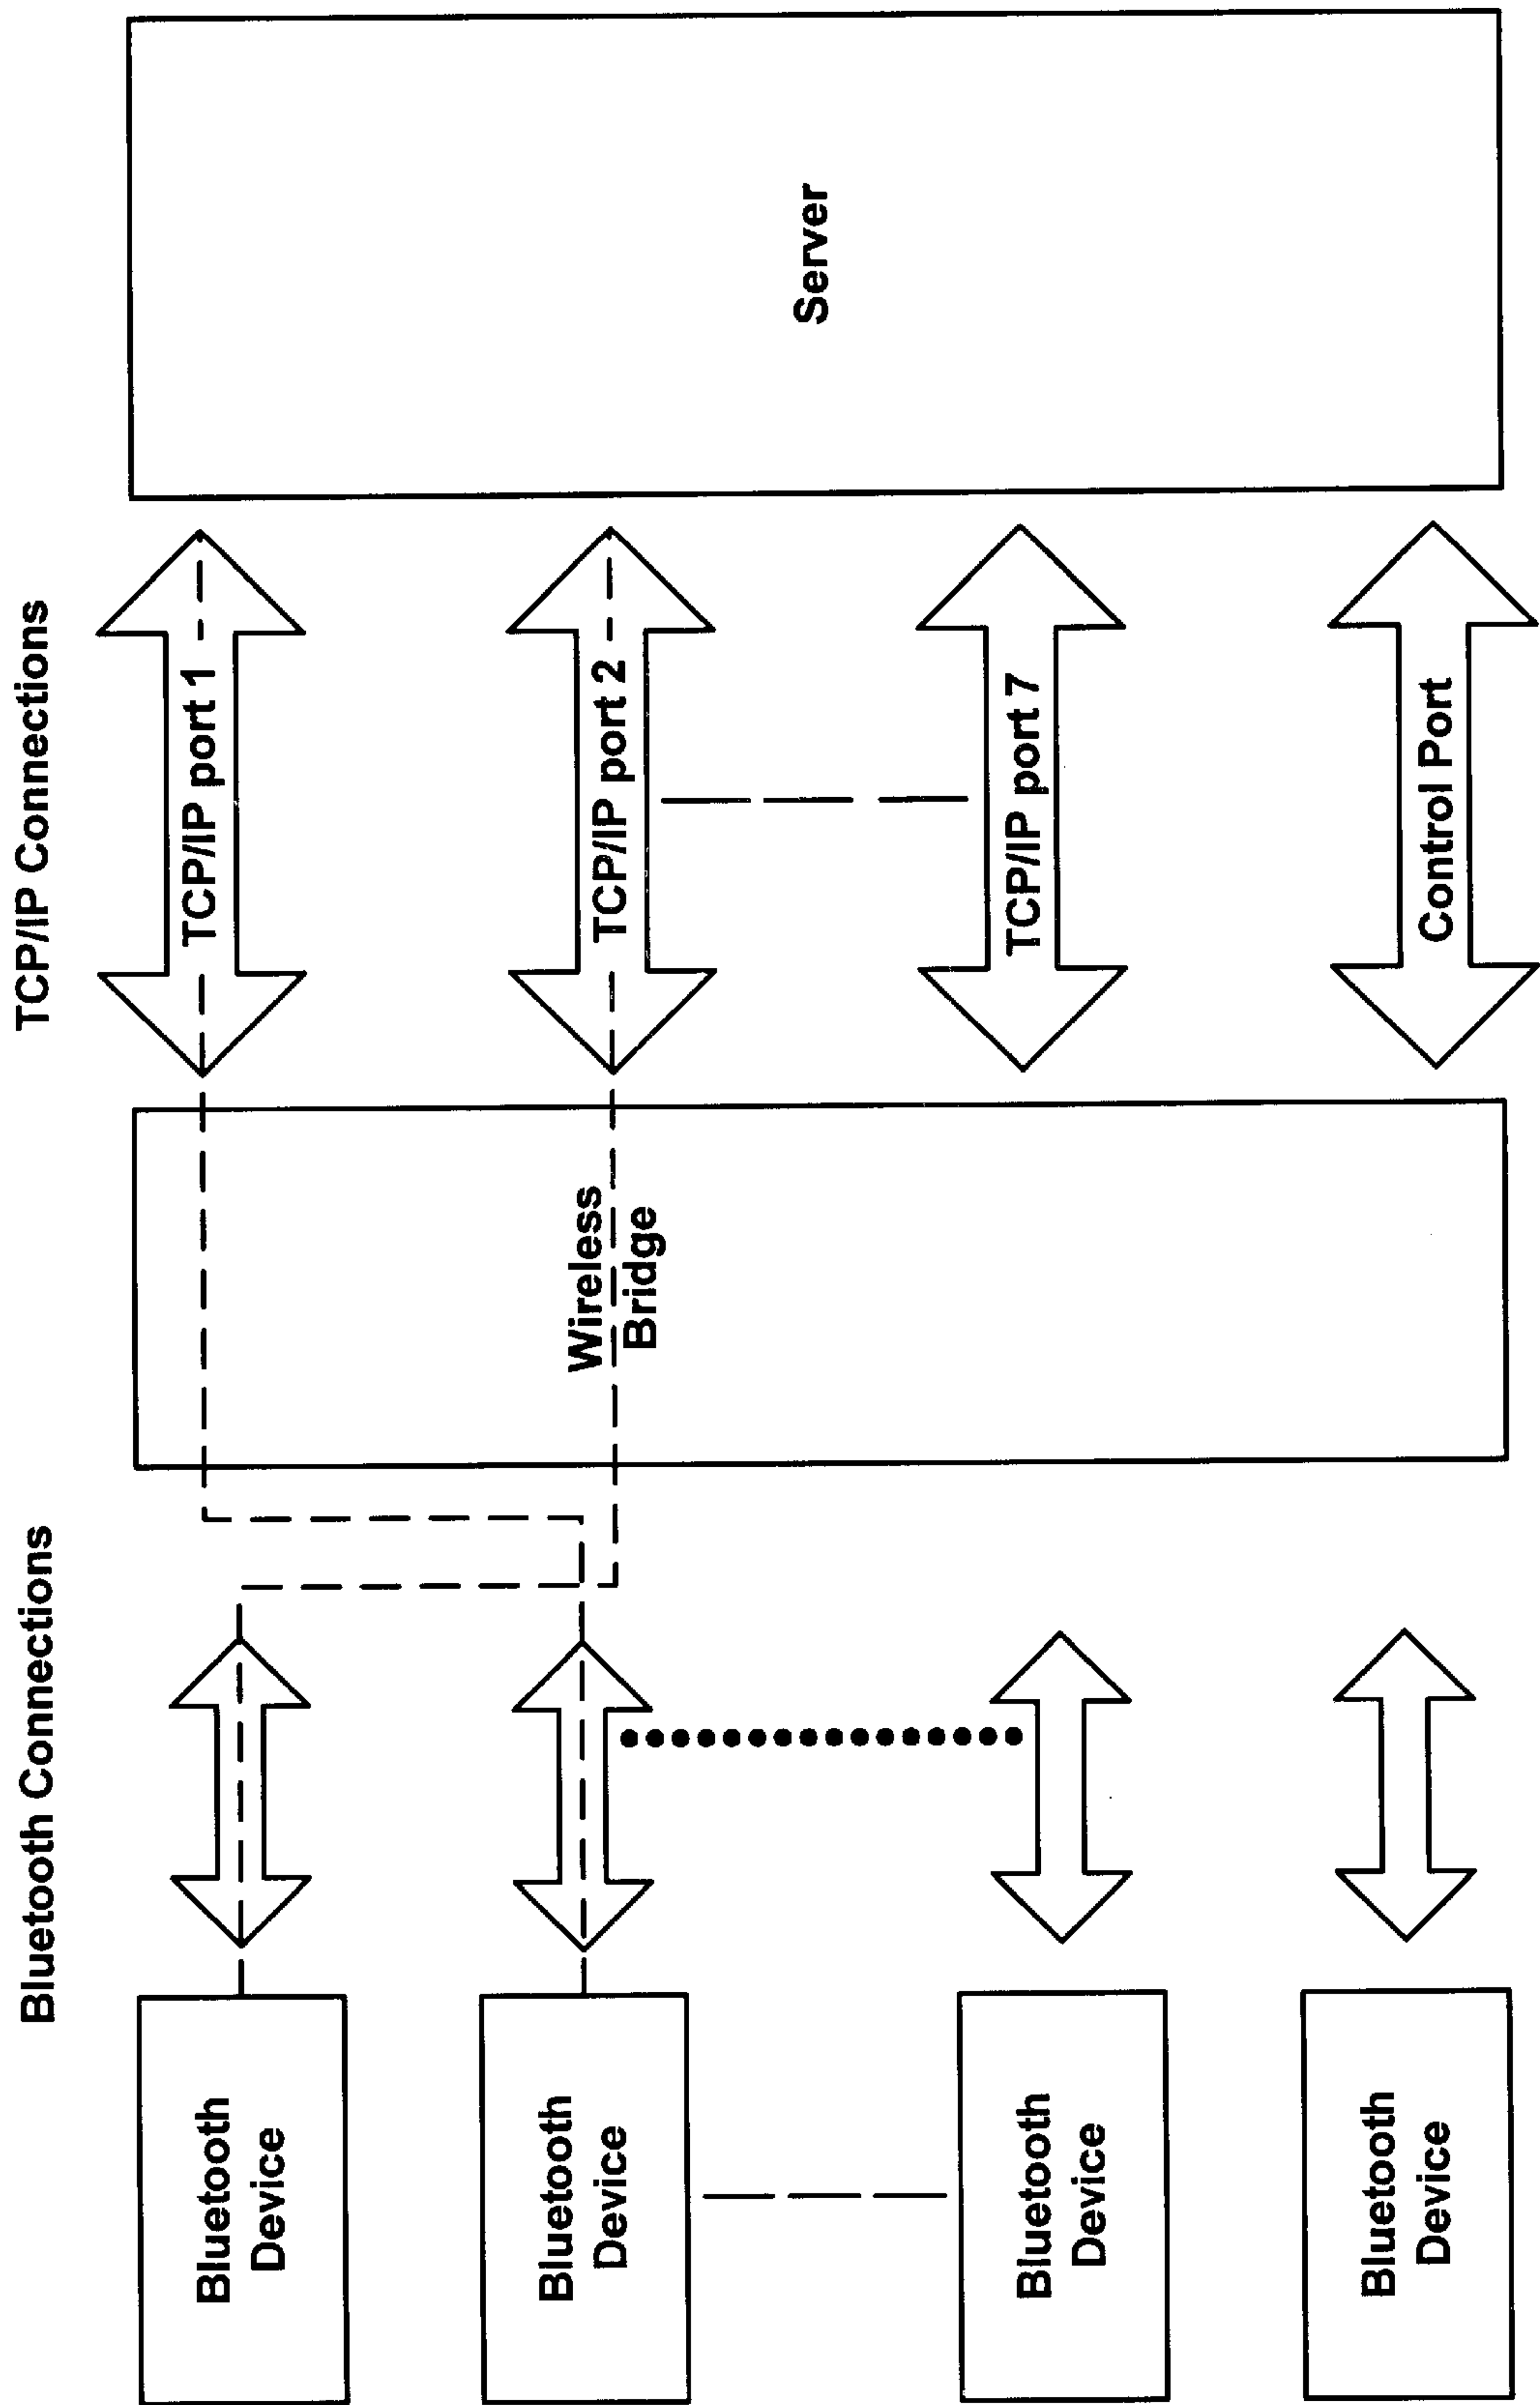 Bluetooth Connections
TCP/IP Connections
Bluetooth
Device
Bluetooth
Device
Bluetooth
Device
Bluetooth
Device
Wireless
Bridge
TCP/IP port 1
TCP/IP port 2
TCP/IP port 7
Control Port
Server